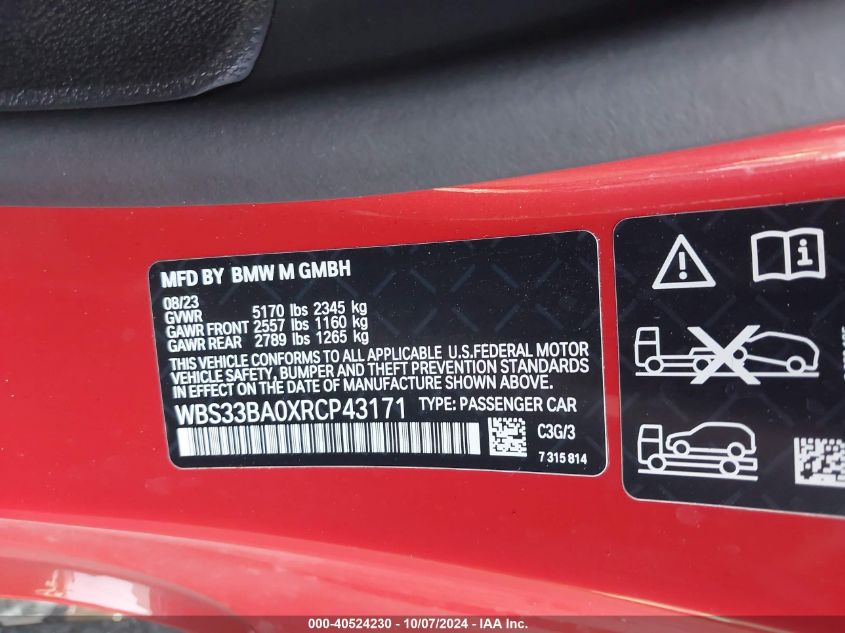 MFD BY BMW M GMBH
08/23
GVWR 5170 lbs 2345 kg
GAWR FRONT 2557 lbs 1160 kg
GAWR REAR 2789 lbs 1265 kg
THIS VEHICLE CONFORMS TO ALL APPLICABLE U.S.FEDERAL MOTOR
VEHICLE SAFETY, BUMPER AND THEFT PREVENTION STANDARDS
IN EFFECT ON THE DATE OF MANUFACTURE SHOWN ABOVE.
WBS33BA0XRCP43171 TYPE: PASSENGER CAR
C3G/3
7 315 814
000-40524230 - 10/07/2024 - IAA Inc.